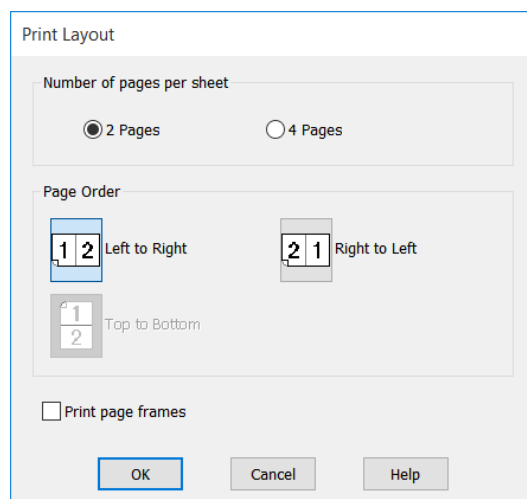 Print Layout
Number of pages per sheet
2 Pages 4 Pages
Page Order
1 2 Left to Right 2 1 Right to Left
1
2 Top to Bottom
Print page frames
OK Cancel Help